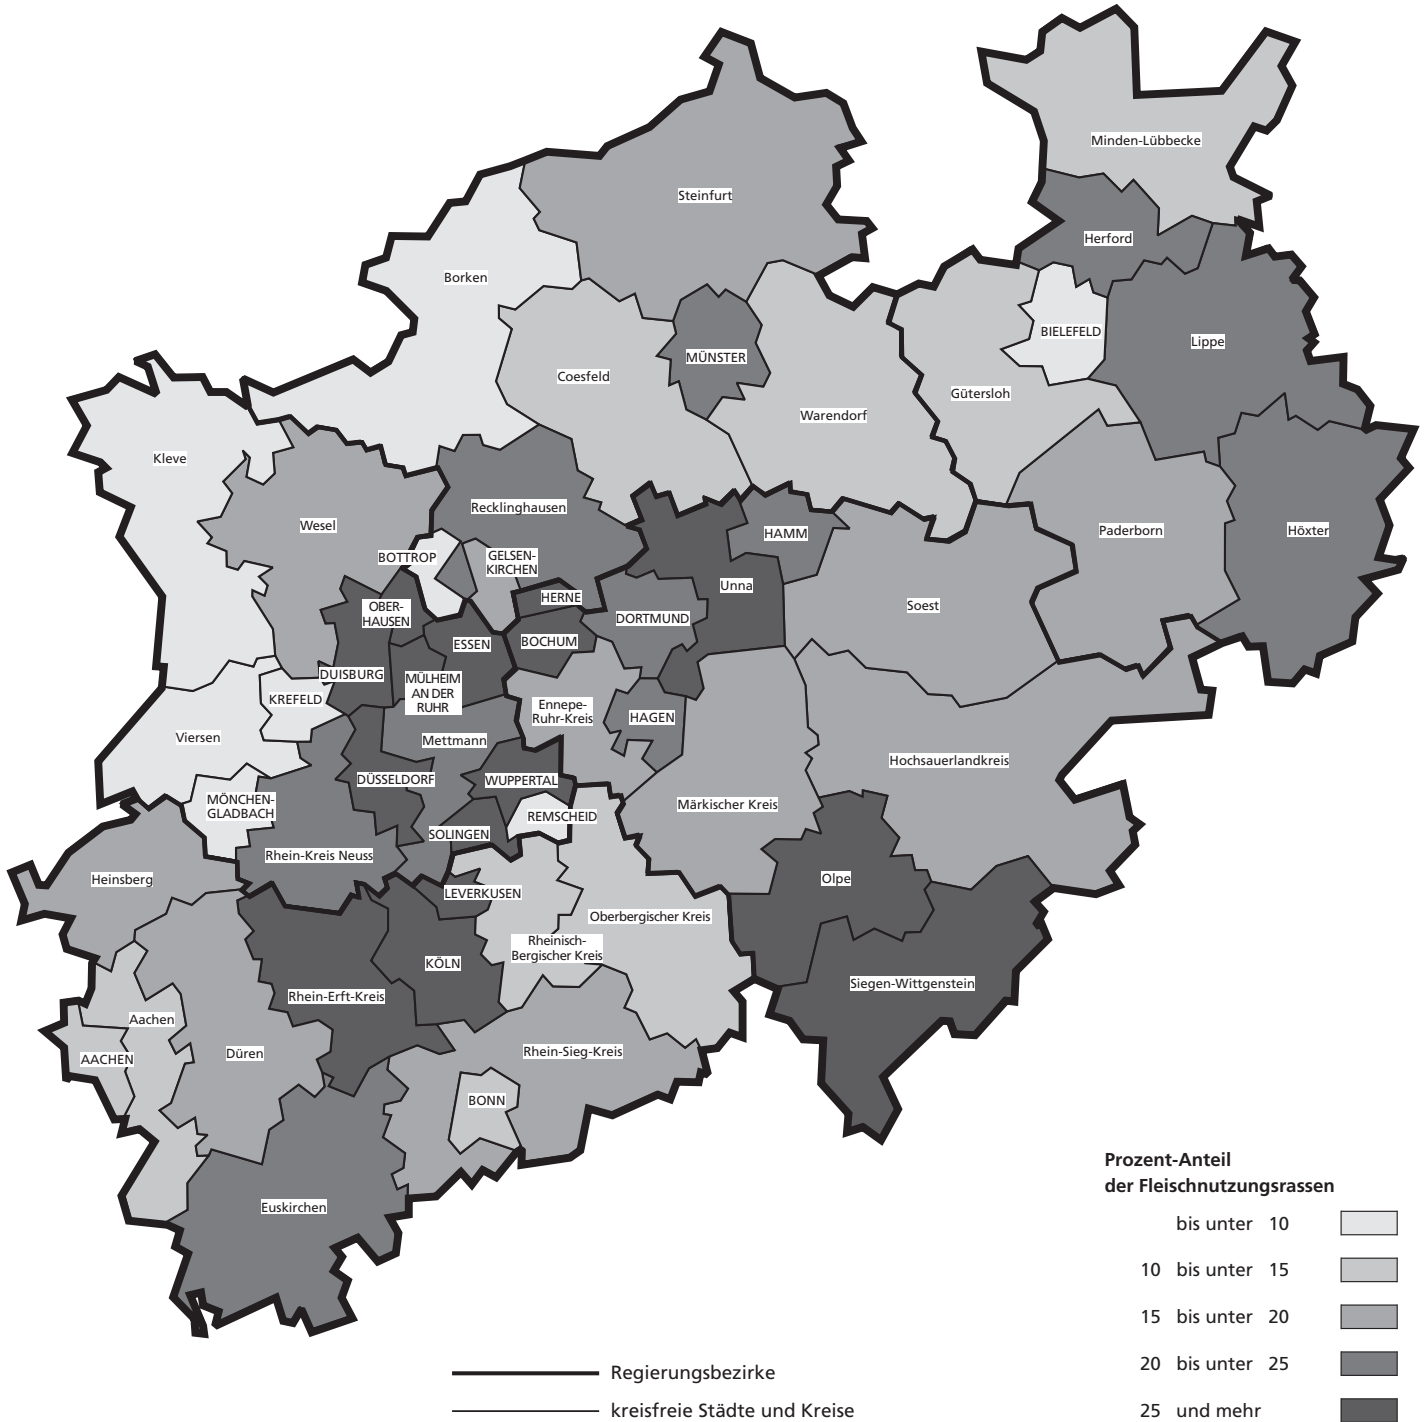 Minden-Lübbecke
Steinfurt
Herford
Borken
BIELEFELD
Lippe
MÜNSTER
Coesfeld
Gütersloh
Warendorf
Kleve
Recklinghausen
Wesel
HAMM
Paderborn
Höxter
BOTTROP
GELSEN-
KIRCHEN
Unna
HERNE
Soest
OBER-
HAUSEN
DORTMUND
ESSEN
BOCHUM
DUISBURG
MÜLHEIM
AN DER
RUHR
KREFELD
Ennepe-
Ruhr-Kreis
HAGEN
Viersen
Mettmann
Hochsauerlandkreis
DÜSSELDORF
WUPPERTAL
MÖNCHEN-
GLADBACH
Märkischer Kreis
REMSCHEID
SOLINGEN
Rhein-Kreis Neuss
Heinsberg
Olpe
LEVERKUSEN
Oberbergischer Kreis
Rheinisch-
Bergischer Kreis
KÖLN
Siegen-Wittgenstein
Rhein-Erft-Kreis
Aachen
AACHEN
Düren
Rhein-Sieg-Kreis
BONN
Euskirchen
Prozent-Anteil
der Fleischnutzungsrassen
bis unter 10
10 bis unter 15
15 bis unter 20
20 bis unter 25
25 und mehr
Regierungsbezirke
kreisfreie Städte und Kreise